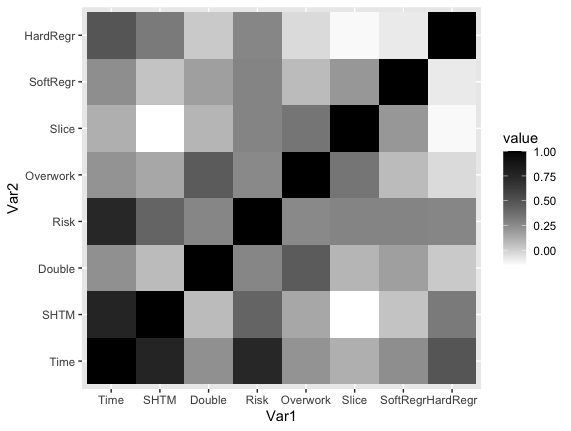 HardRegr
SoftRegr
Slice
Overwork
Risk
Double
SHTM
Time
Var2
Time SHTM Double Risk Overwork Slice SoftRegr HardRegr
Var1
value
1.00
0.75
0.50
0.25
0.00